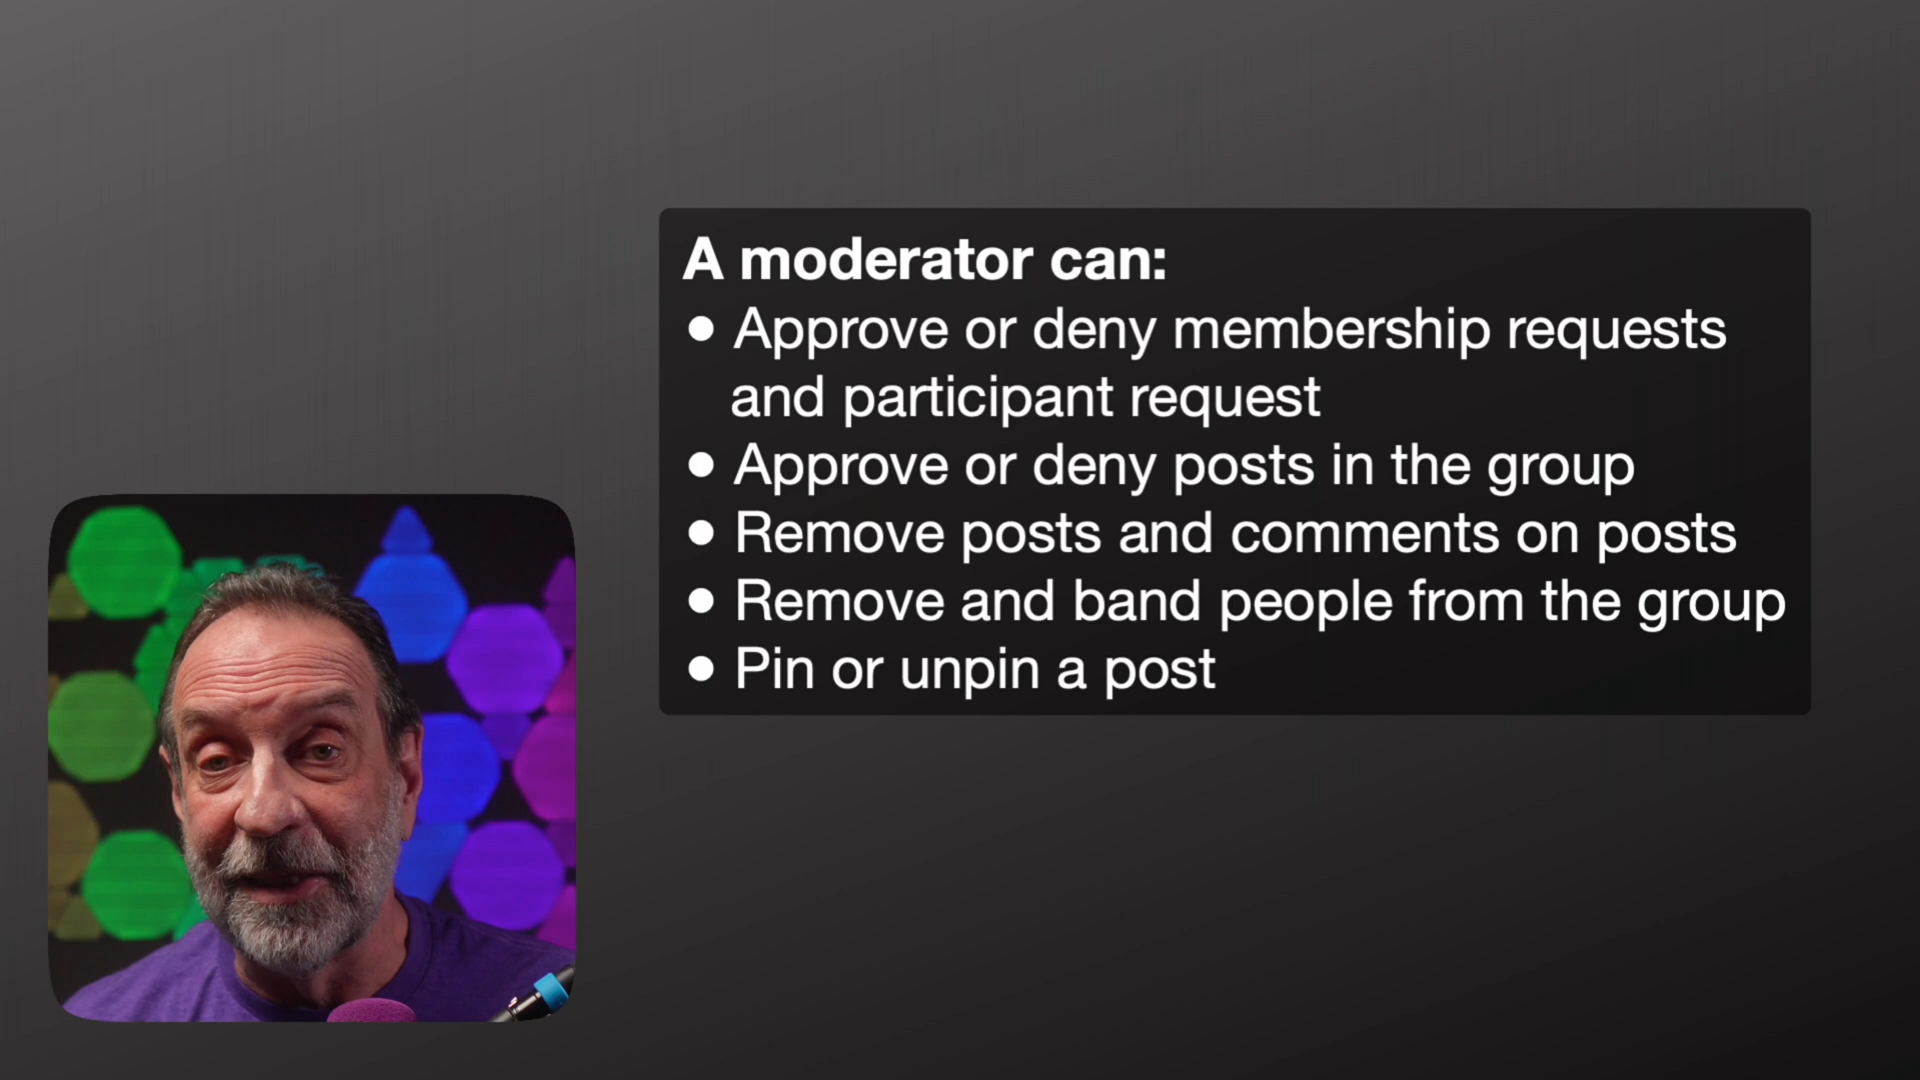 A moderator can:
● Approve or deny membership requests
and participant request
● Approve or deny posts in the group
● Remove posts and comments on posts
● Remove and band people from the group
● Pin or unpin a post